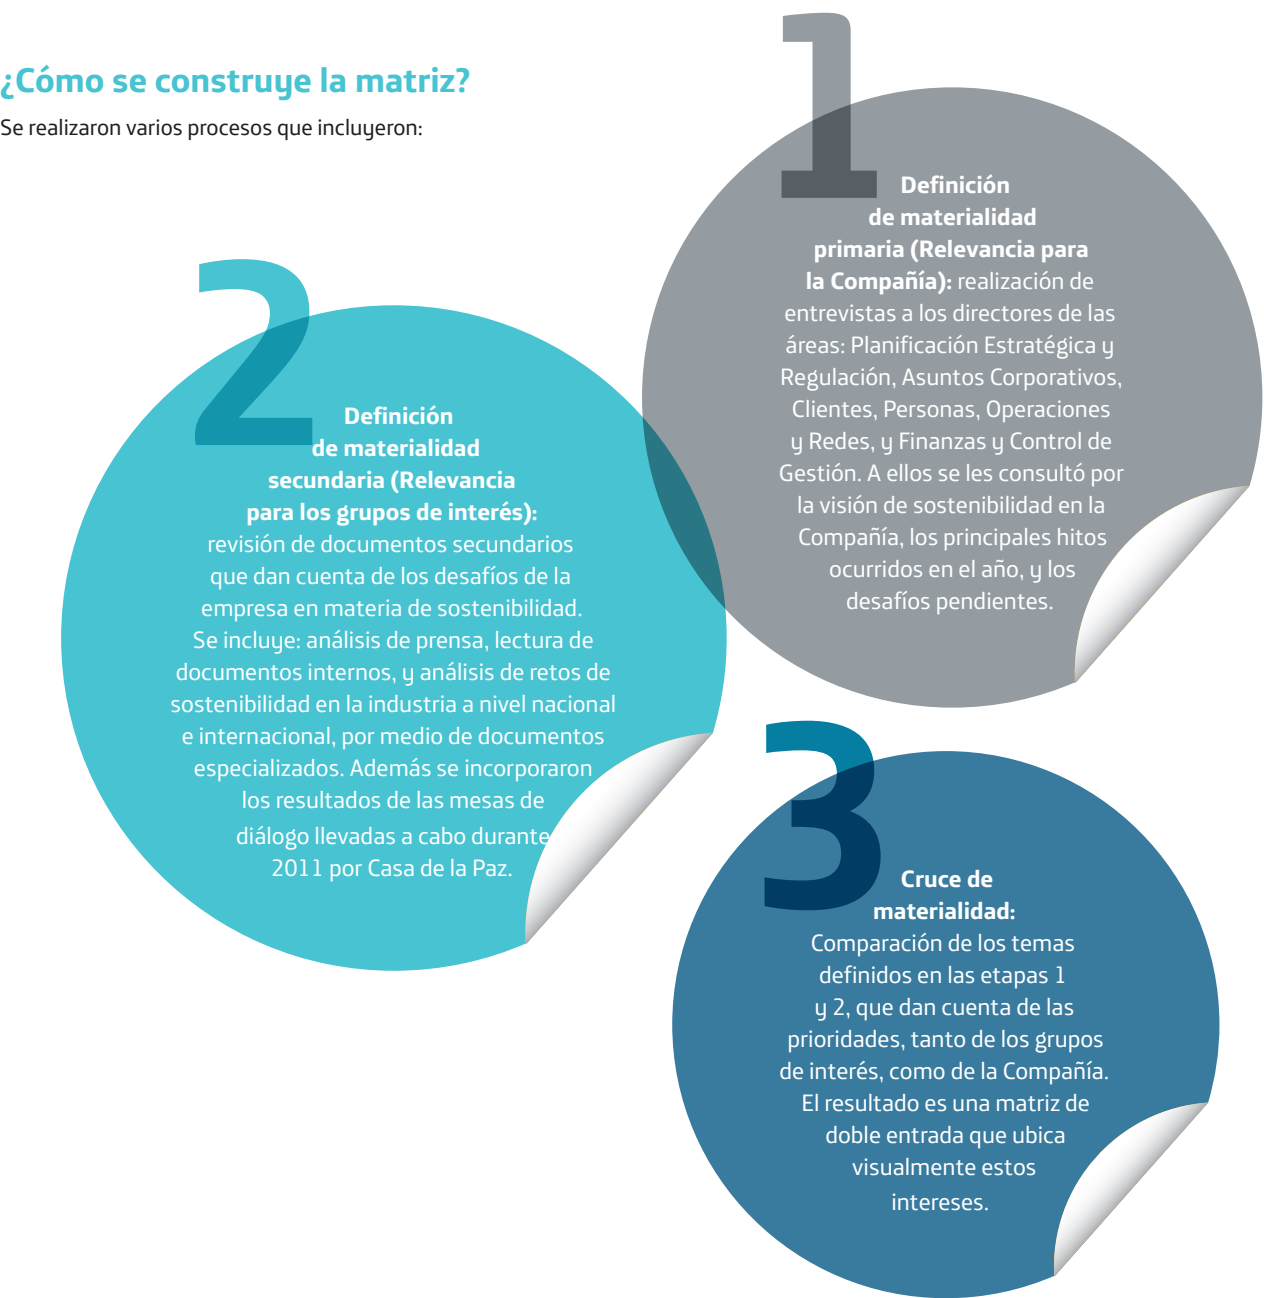 ¿Cómo se construye la matriz?
Se realizaron varios procesos que incluyeron:
1
Definición
de materialidad
primaria (Relevancia para
la Compañía): realización de
entrevistas a los directores de las
áreas: Planificación Estratégica y
Regulación, Asuntos Corporativos,
Clientes, Personas, Operaciones
y Redes, y Finanzas y Control de
Gestión. A ellos se les consultó por
la visión de sostenibilidad en la
Compañía, los principales hitos
ocurridos en el año, y los
desafíos pendientes.
2
Definición
de materialidad
secundaria (Relevancia
para los grupos de interés):
revisión de documentos secundarios
que dan cuenta de los desafíos de la
empresa en materia de sostenibilidad.
Se incluye: análisis de prensa, lectura de
documentos internos, y análisis de retos de
sostenibilidad en la industria a nivel nacional
e internacional, por medio de documentos
especializados. Además se incorporaron
los resultados de las mesas de
diálogo llevadas a cabo durante
2011 por Casa de la Paz.
3
Cruce de
materialidad:
Comparación de los temas
definidos en las etapas 1
y 2, que dan cuenta de las
prioridades, tanto de los grupos
de interés, como de la Compañía.
El resultado es una matriz de
doble entrada que ubica
visualmente estos
intereses.